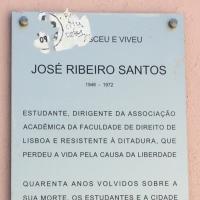 SCEU E VIVEU
JOSÉ RIBEIRO SANTOS
1946 - 1972
ESTUDANTE, DIRIGENTE DA ASSOCIAÇÃO
ACADÉMICA DA FACULDADE DE DIREITO DE
LISBOA E RESISTENTE À DITADURA, QUE
PERDEU A VIDA PELA CAUSA DA LIBERDADE
QUARENTA ANOS VOLVIDOS SOBRE A
SUA MORTE, OS ESTUDANTES E A CIDADE